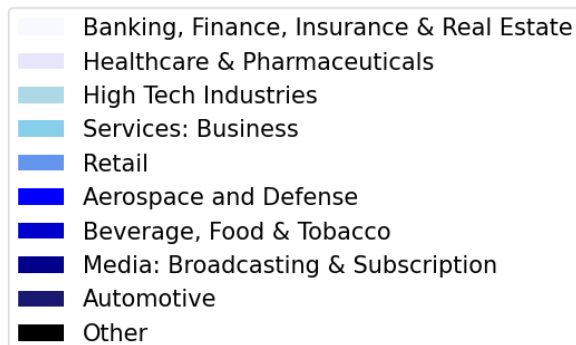 Banking, Finance, Insurance & Real Estate
Healthcare & Pharmaceuticals
High Tech Industries
Services: Business
Retail
Aerospace and Defense
Beverage, Food & Tobacco
Media: Broadcasting & Subscription
Automotive
Other